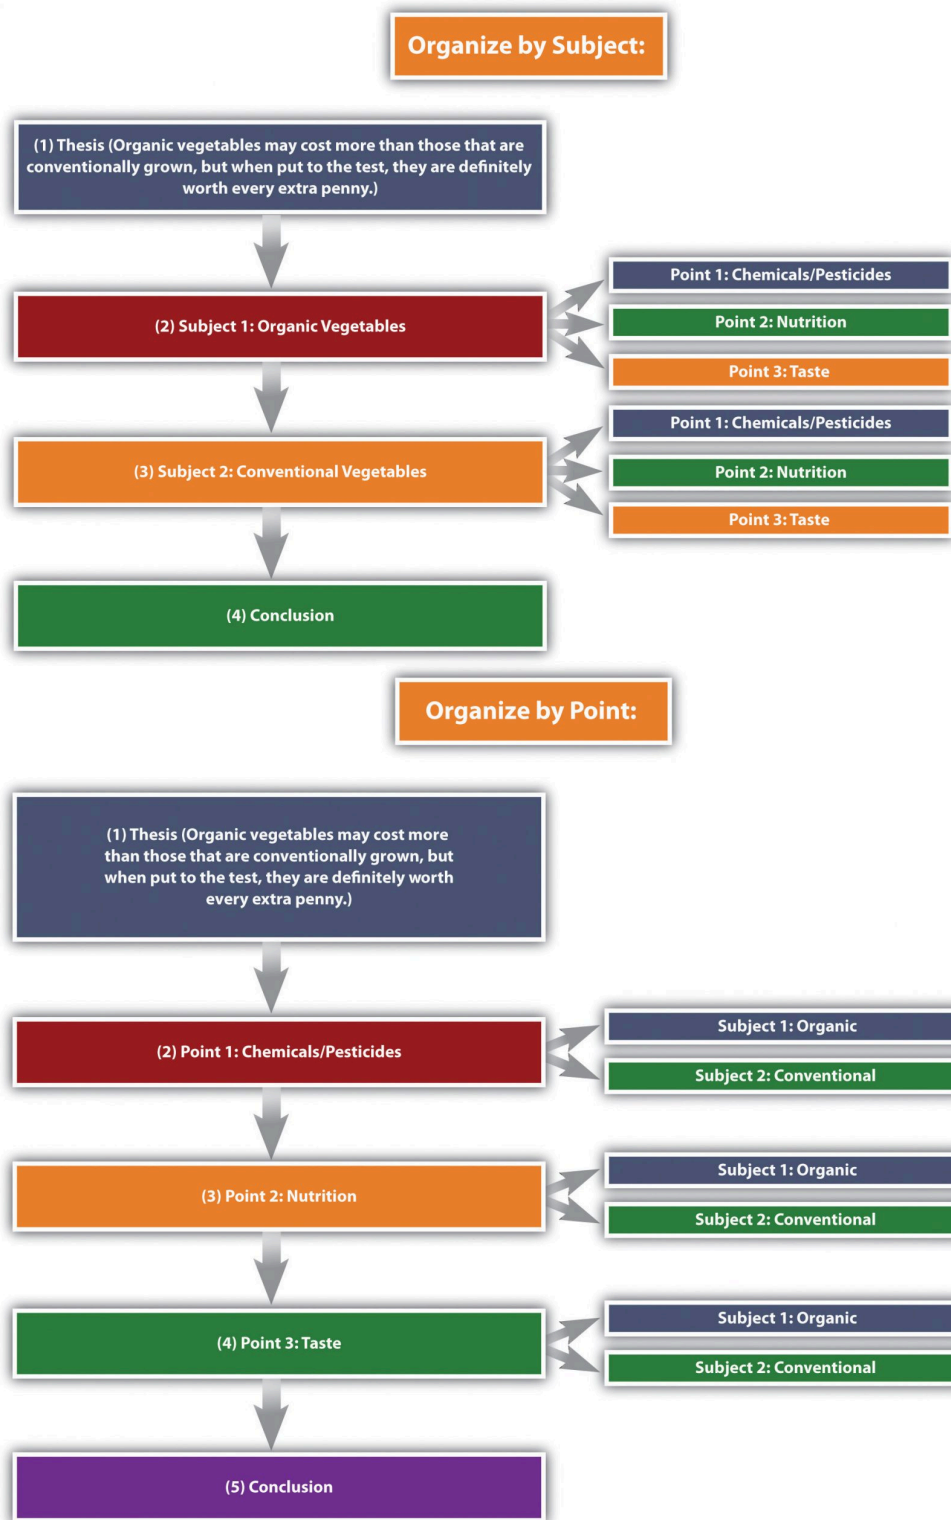 Organize by Subject:
(1) Thesis (Organic vegetables may cost more than those that are
conventionally grown, but when put to the test, they are definitely
worth every extra penny.)
(2) Subject 1: Organic Vegetables
Point 1: Chemicals/Pesticides
Point 2: Nutrition
Point 3: Taste
(3) Subject 2: Conventional Vegetables
Point 1: Chemicals/Pesticides
Point 2: Nutrition
Point 3: Taste
(4) Conclusion
Organize by Point:
(1) Thesis (Organic vegetables may cost more
than those that are conventionally grown, but
when put to the test, they are definitely worth
every extra penny.)
(2) Point 1: Chemicals/Pesticides
Subject 1: Organic
Subject 2: Conventional
(3) Point 2: Nutrition
Subject 1: Organic
Subject 2: Conventional
(4) Point 3: Taste
Subject 1: Organic
Subject 2: Conventional
(5) Conclusion